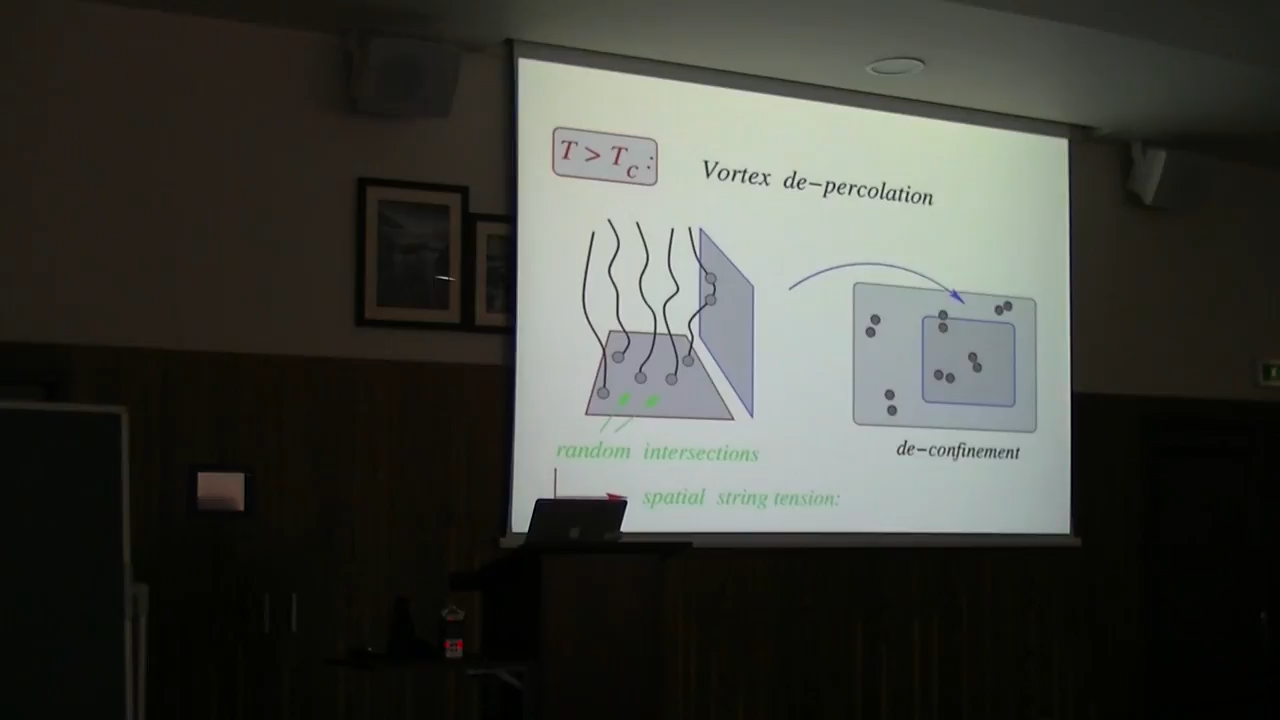 T > T_c :
Vortex de-percolation
de-confinement
random intersections
spatial string tension: